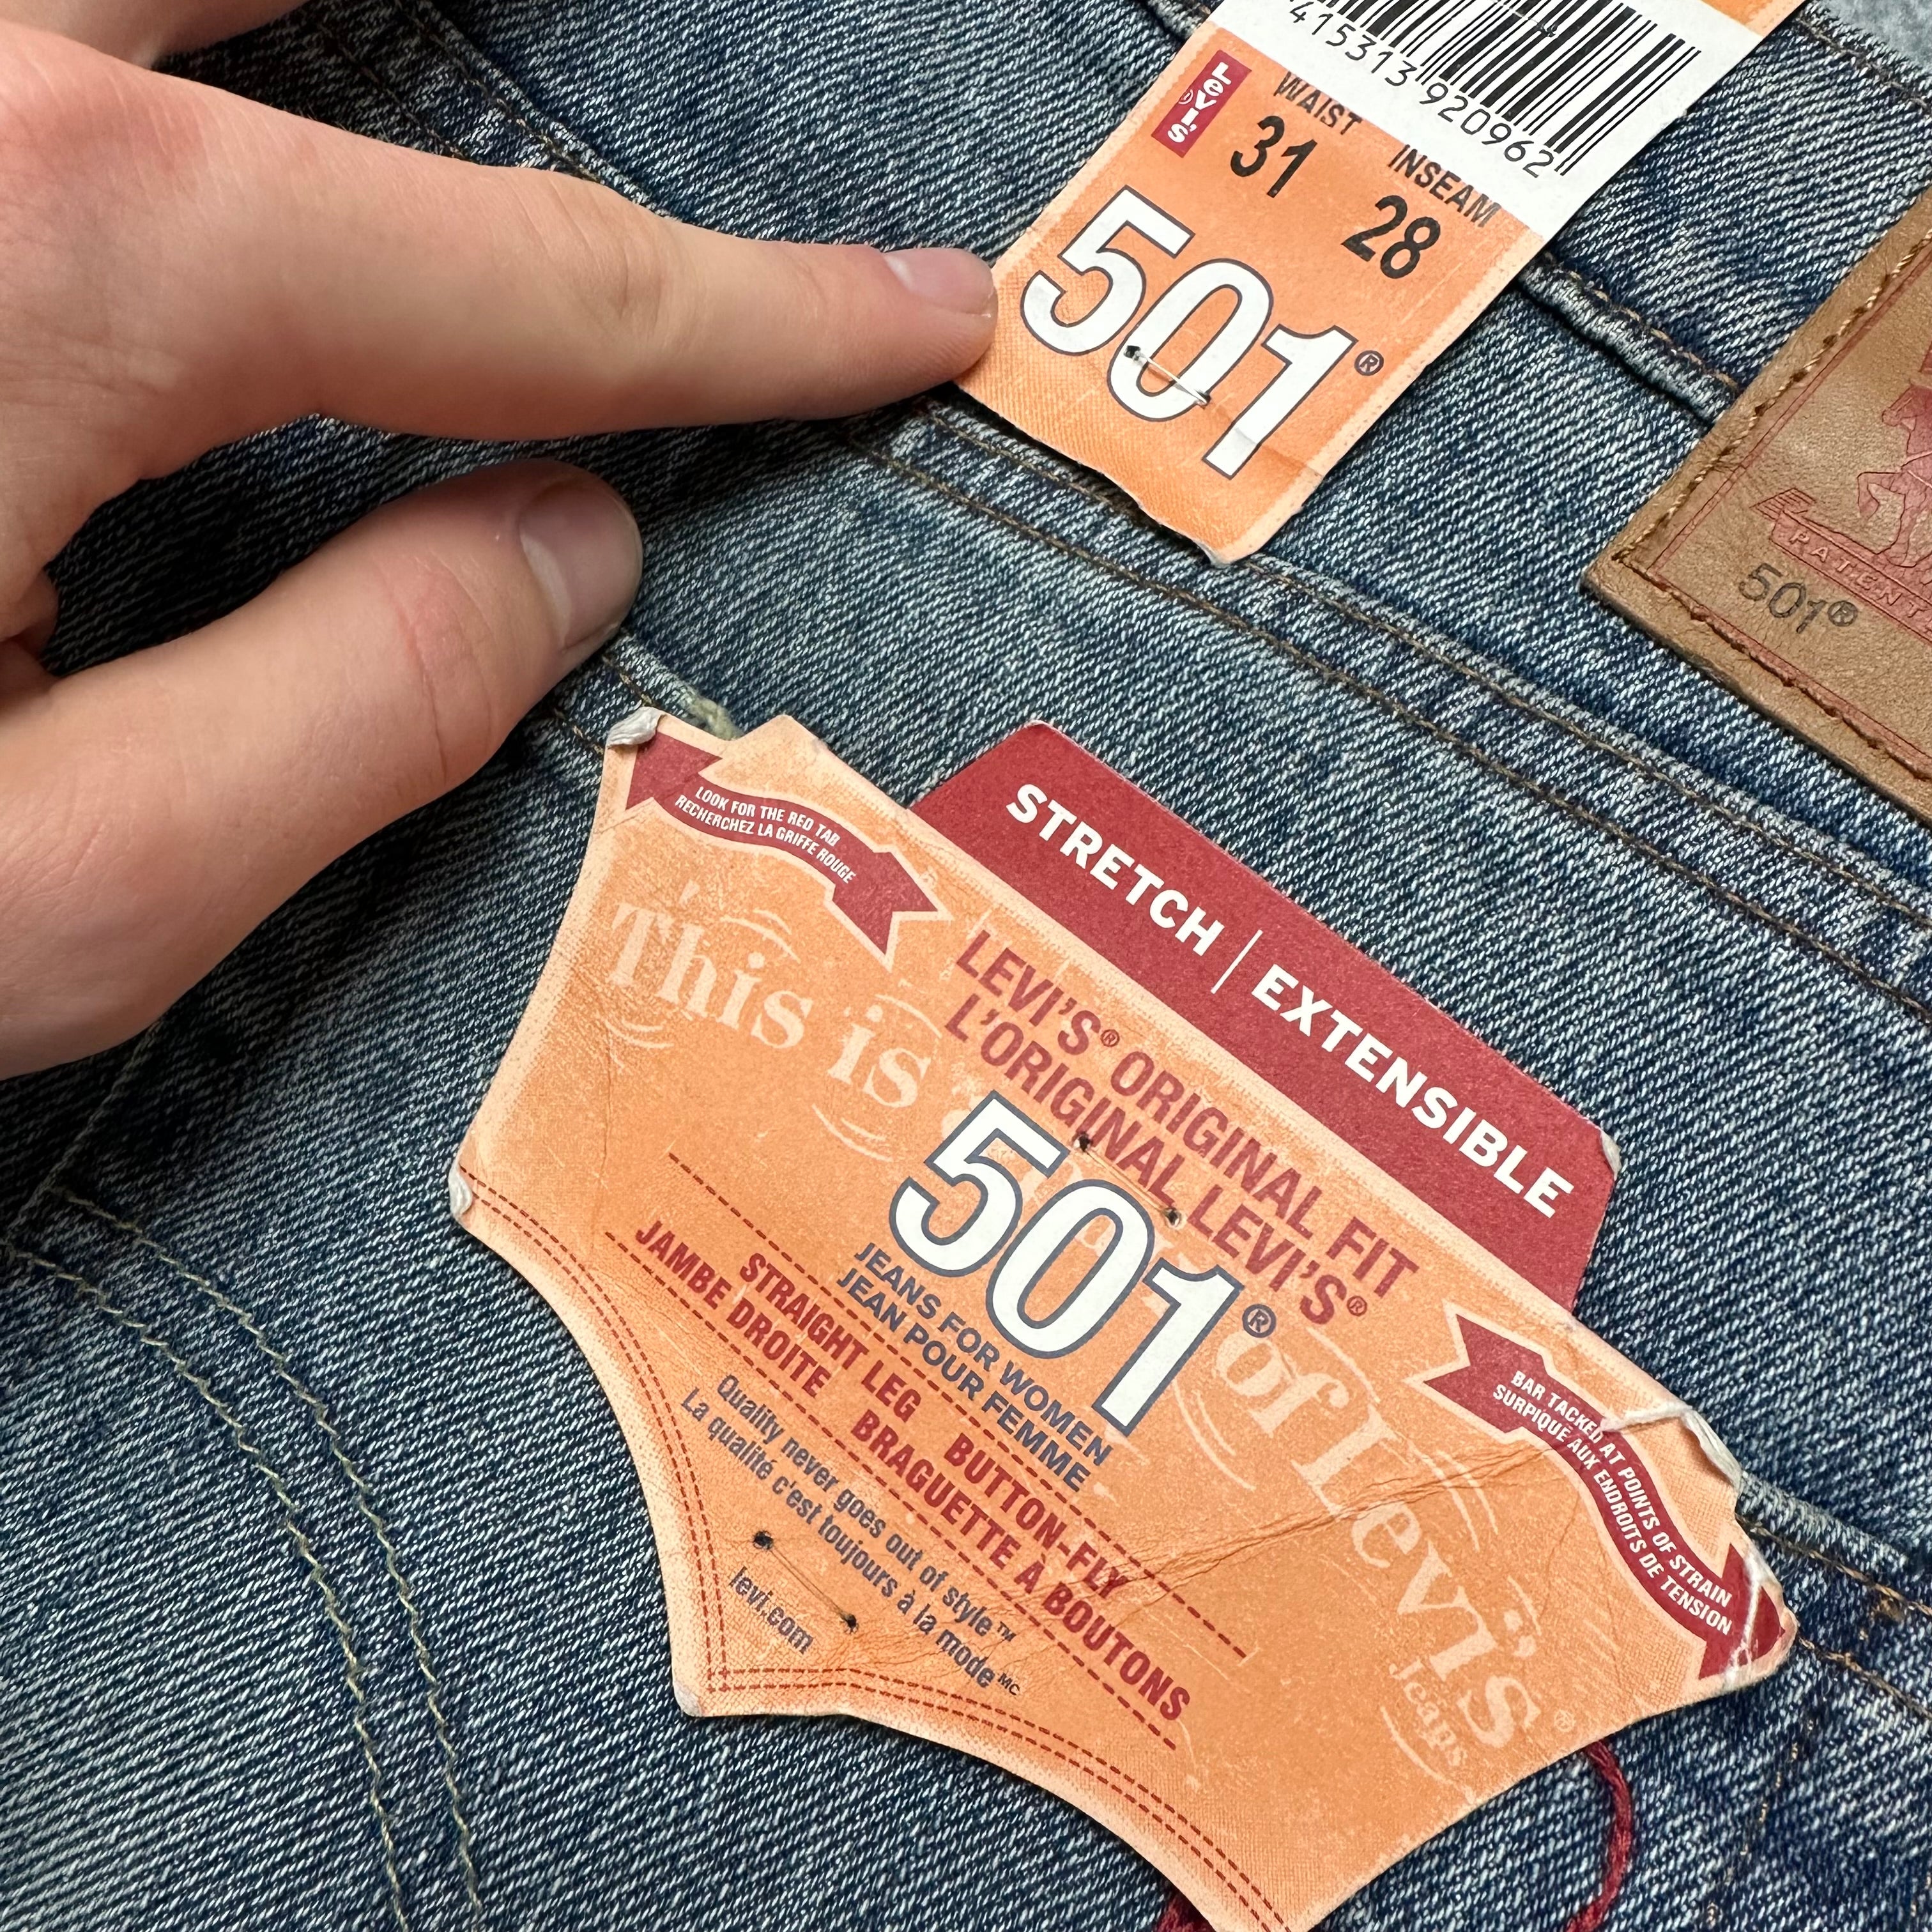 415313 920962
Levi's
WAIST INSEAM
31 28
501®
PATENT
501®
STRETCH | EXTENSIBLE
LOOK FOR THE RED TAB
RECHERCHEZ LA GRIFFE ROUGE
This is a
of Levi's®
Jeans
LEVI'S® ORIGINAL FIT
L'ORIGINAL LEVI'S®
501®
JEANS FOR WOMEN
JEAN POUR FEMME
STRAIGHT LEG BUTTON-FLY
JAMBE DROITE BRAGUETTE À BOUTONS
Quality never goes out of style™
La qualité c'est toujours à la mode MC
levi.com
BAR TACKED AT POINTS OF STRAIN
SURPIQUE AUX ENDROITS DE TENSION